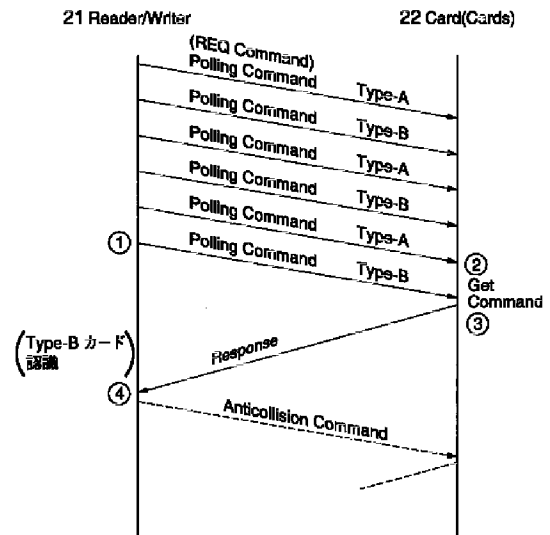 21 Reader/Writer
22 Card(Cards)
(REQ Command)
Polling Command Type-A
Polling Command Type-B
Polling Command Type-A
Polling Command Type-B
Polling Command Type-A
① Polling Command Type-B
②
Get
Command
③
Response
(Type-B カード
認識)
④
Anticollision Command